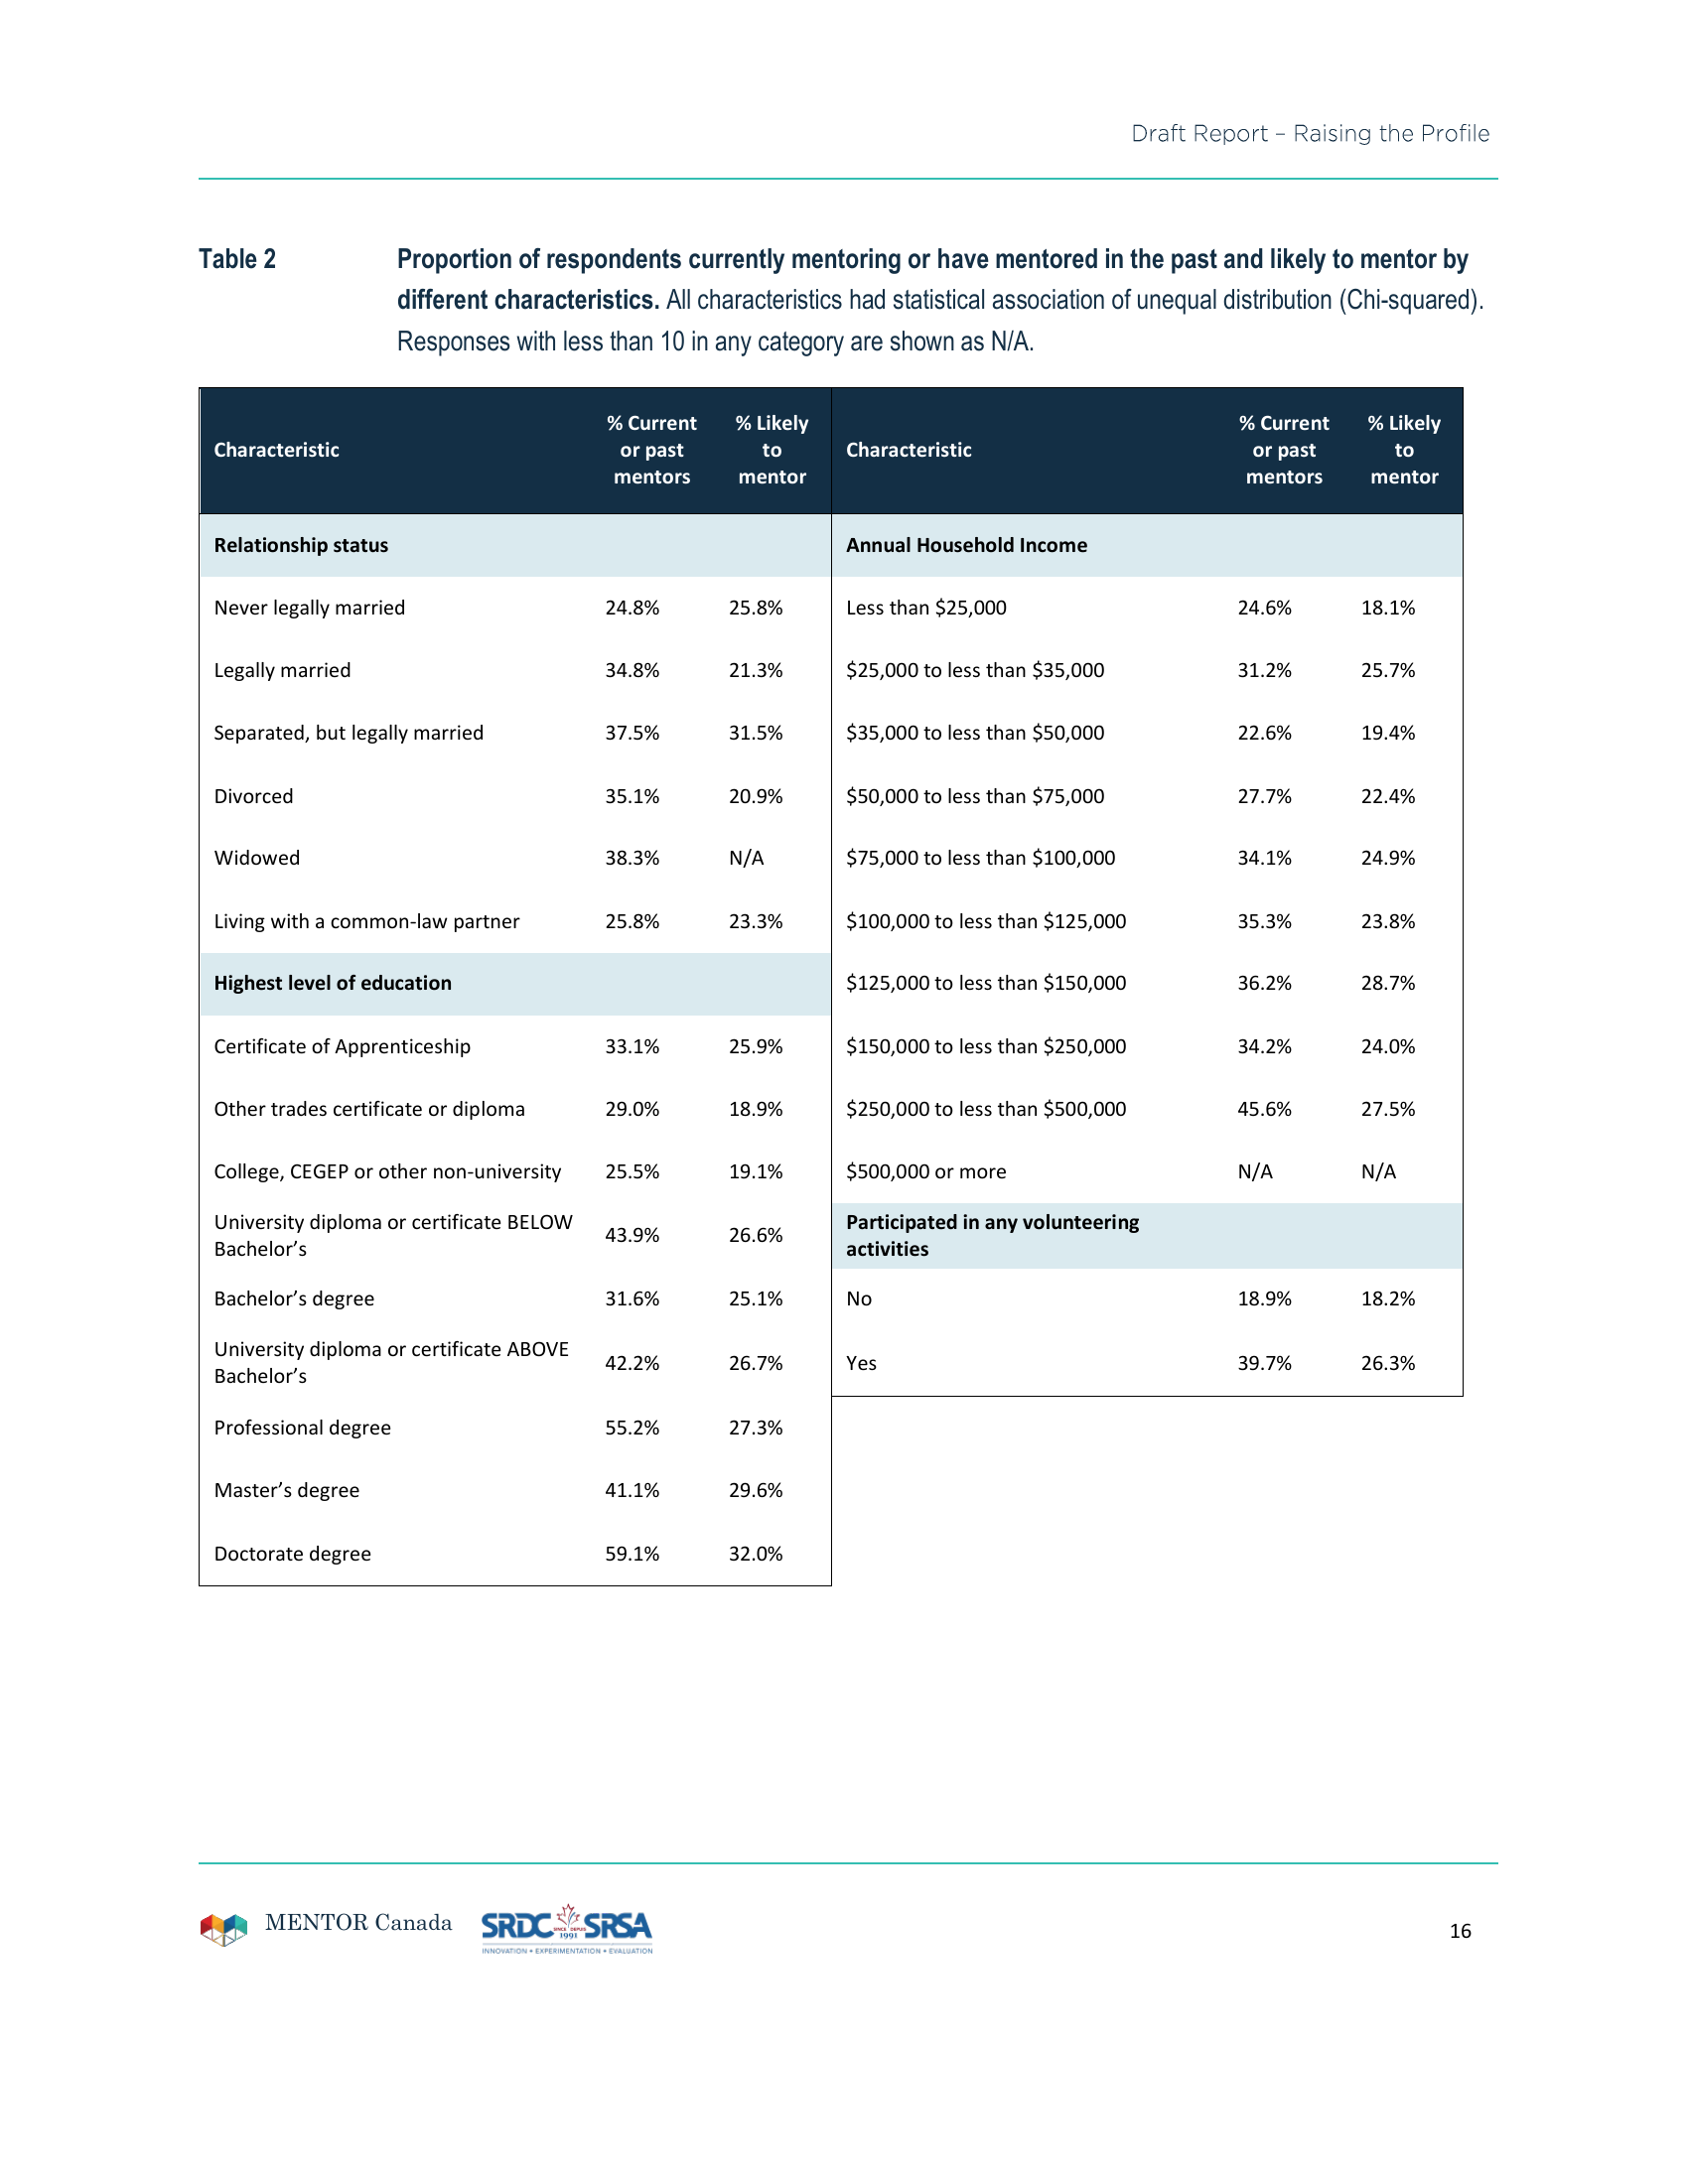 Draft Report – Raising the Profile
Table 2
Proportion of respondents currently mentoring or have mentored in the past and likely to mentor by
different characteristics. All characteristics had statistical association of unequal distribution (Chi-squared).
Responses with less than 10 in any category are shown as N/A.
Characteristic % Current or past mentors % Likely to mentor
Relationship status
Never legally married 24.8% 25.8%
Legally married 34.8% 21.3%
Separated, but legally married 37.5% 31.5%
Divorced 35.1% 20.9%
Widowed 38.3% N/A
Living with a common-law partner 25.8% 23.3%
Highest level of education
Certificate of Apprenticeship 33.1% 25.9%
Other trades certificate or diploma 29.0% 18.9%
College, CEGEP or other non-university 25.5% 19.1%
University diploma or certificate BELOW
Bachelor’s 43.9% 26.6%
Bachelor’s degree 31.6% 25.1%
University diploma or certificate ABOVE
Bachelor’s 42.2% 26.7%
Professional degree 55.2% 27.3%
Master’s degree 41.1% 29.6%
Doctorate degree 59.1% 32.0%
Characteristic % Current or past mentors % Likely to mentor
Annual Household Income
Less than $25,000 24.6% 18.1%
$25,000 to less than $35,000 31.2% 25.7%
$35,000 to less than $50,000 22.6% 19.4%
$50,000 to less than $75,000 27.7% 22.4%
$75,000 to less than $100,000 34.1% 24.9%
$100,000 to less than $125,000 35.3% 23.8%
$125,000 to less than $150,000 36.2% 28.7%
$150,000 to less than $250,000 34.2% 24.0%
$250,000 to less than $500,000 45.6% 27.5%
$500,000 or more N/A N/A
Participated in any volunteering
activities
No 18.9% 18.2%
Yes 39.7% 26.3%
MENTOR Canada
SRDC SINCE DEPUIS 1991 SRSA
INNOVATION • EXPERIMENTATION • EVALUATION
16